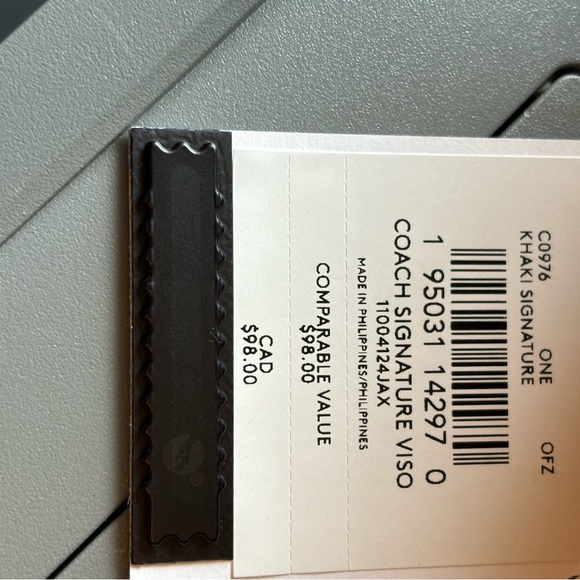 C0976 ONE OFZ
KHAKI SIGNATURE
1 95031 14297 0
COACH SIGNATURE VISO
11004124JAX
MADE IN PHILIPPINES/PHILIPPINES
COMPARABLE VALUE
$98.00
CAD
$98.00